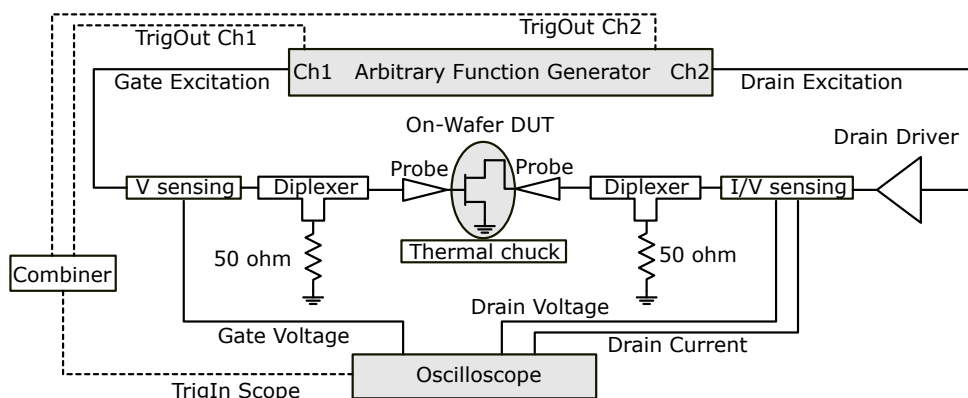 TrigOut Ch1
TrigOut Ch2
Ch1 Arbitrary Function Generator Ch2
Gate Excitation
Drain Excitation
On-Wafer DUT
Drain Driver
Probe
Probe
V sensing
Diplexer
Diplexer
I/V sensing
50 ohm
Thermal chuck
50 ohm
Combiner
Drain Voltage
Gate Voltage
Drain Current
Oscilloscope
TrigIn Scope